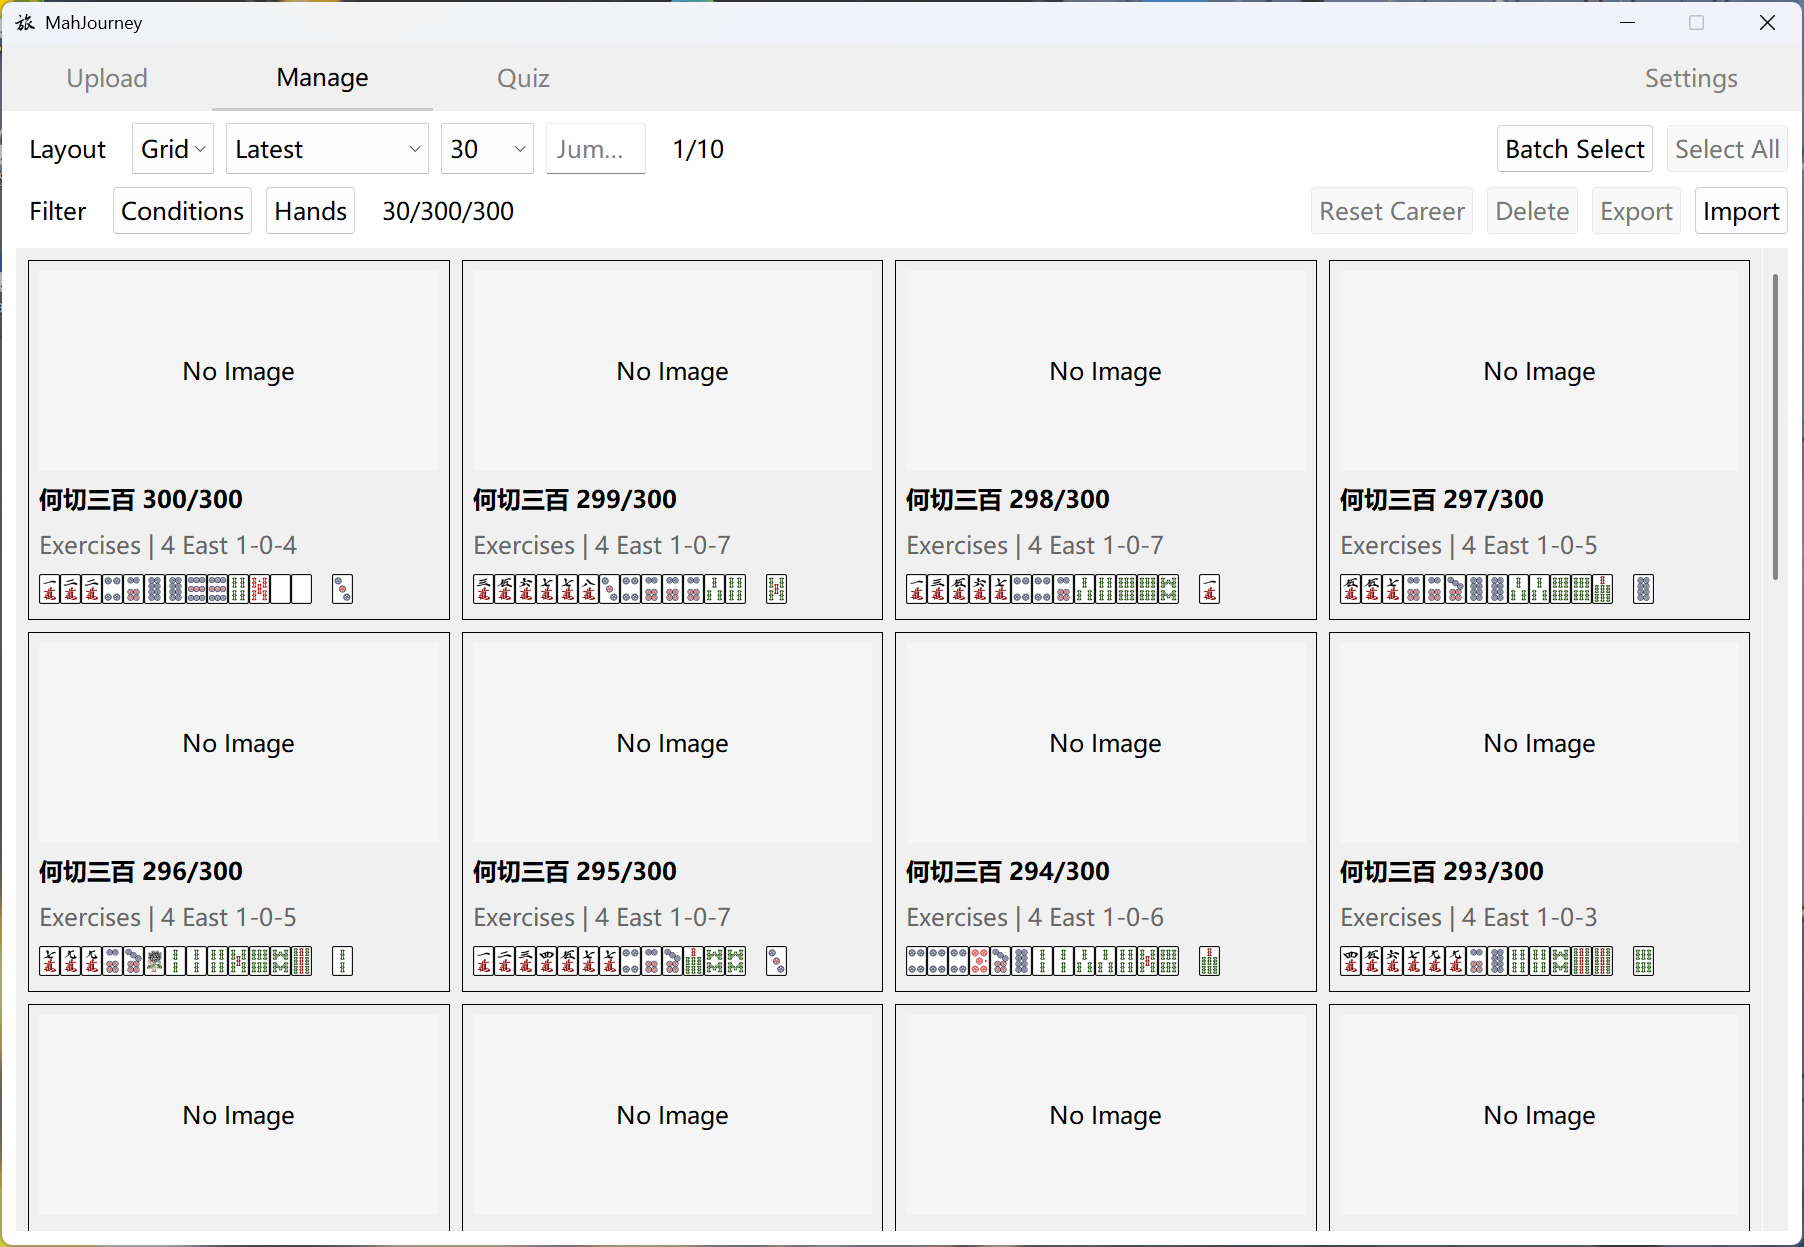 旅 MahJourney
Upload Manage Quiz Settings
Layout Grid Latest 30 Jum... 1/10 Batch Select Select All
Filter Conditions Hands 30/300/300 Reset Career Delete Export Import
No Image No Image No Image No Image
何切三百 300/300 何切三百 299/300 何切三百 298/300 何切三百 297/300
Exercises | 4 East 1-0-4 Exercises | 4 East 1-0-7 Exercises | 4 East 1-0-7 Exercises | 4 East 1-0-5
No Image No Image No Image No Image
何切三百 296/300 何切三百 295/300 何切三百 294/300 何切三百 293/300
Exercises | 4 East 1-0-5 Exercises | 4 East 1-0-7 Exercises | 4 East 1-0-6 Exercises | 4 East 1-0-3
No Image No Image No Image No Image